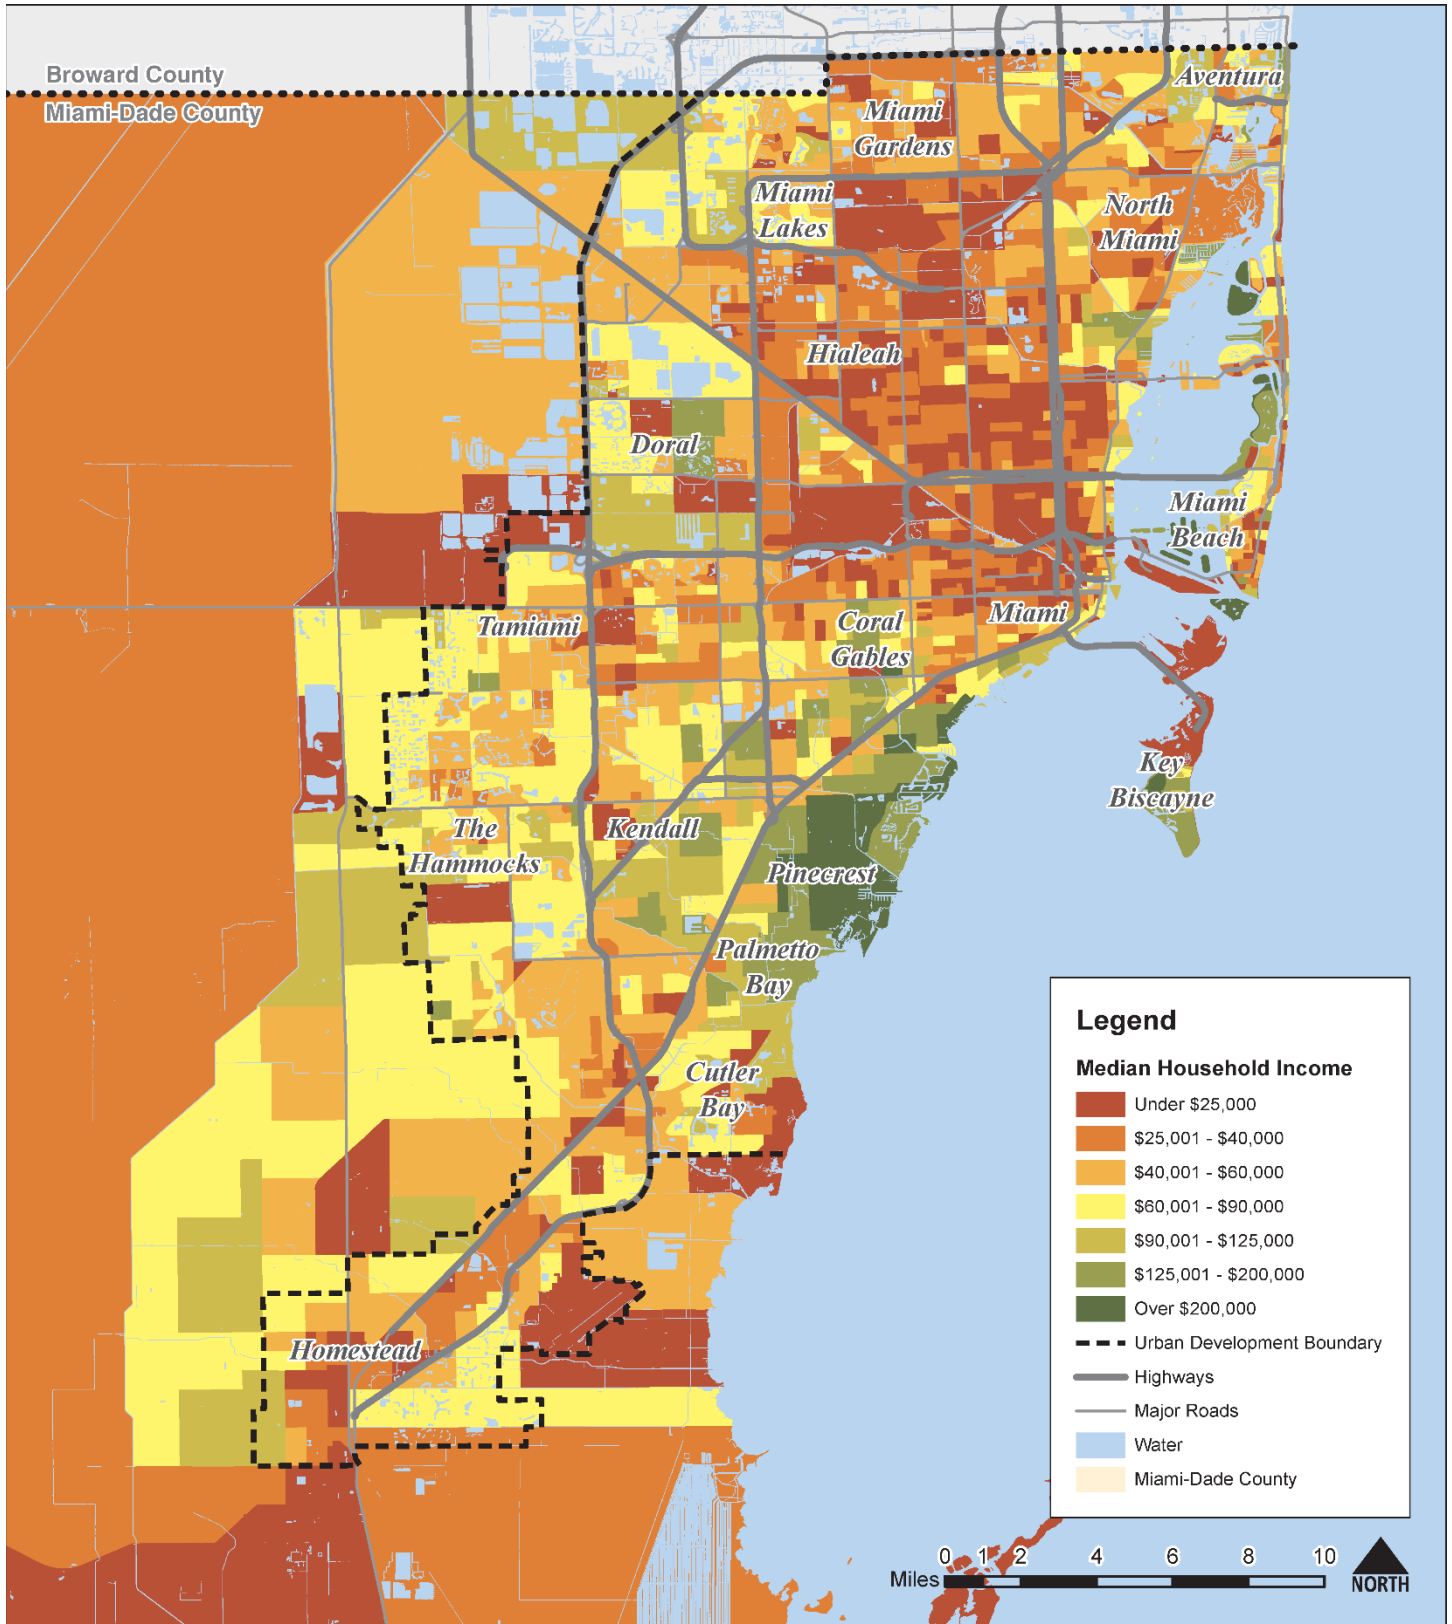 Broward County
Miami-Dade County
Aventura
Miami
Gardens
Miami
Lakes
North
Miami
Hialeah
Doral
Miami
Beach
Tamiami
Coral
Gables
Miami
Key
Biscayne
The
Hammocks
Kendall
Pinecrest
Palmetto
Bay
Cutler
Bay
Homestead
Legend
Median Household Income
Under $25,000
$25,001 - $40,000
$40,001 - $60,000
$60,001 - $90,000
$90,001 - $125,000
$125,001 - $200,000
Over $200,000
Urban Development Boundary
Highways
Major Roads
Water
Miami-Dade County
0 1 2 4 6 8 10
Miles
NORTH